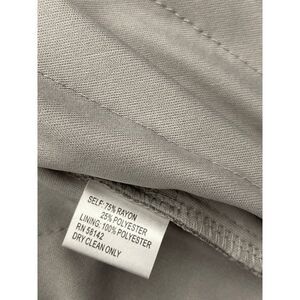 SELF: 75% RAYON
25% POLYESTER
LINING: 100% POLYESTER
RN 58142
DRY CLEAN ONLY